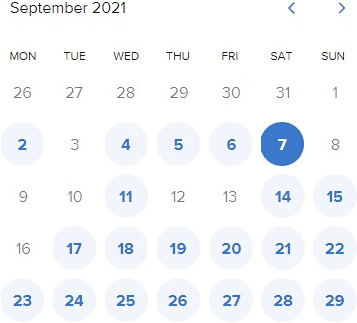 September 2021
MON TUE WED THU FRI SAT SUN
26 27 28 29 30 31 1
2 3 4 5 6 7 8
9 10 11 12 13 14 15
16 17 18 19 20 21 22
23 24 25 26 27 28 29